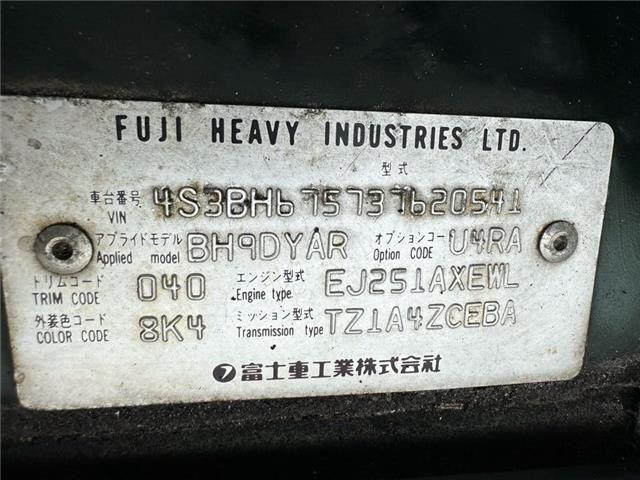 FUJI HEAVY INDUSTRIES LTD.
型式
車台番号 VIN 4S3BH675737620541
アプライドモデル Applied model BH9DYAR オプションコード Option CODE U4RA
トリムコード TRIM CODE 040 エンジン型式 Engine type EJ251AXEWL
外装色コード COLOR CODE 8K4 ミッション型式 Transmission type TZ1A4ZCEBA
富士重工業株式会社